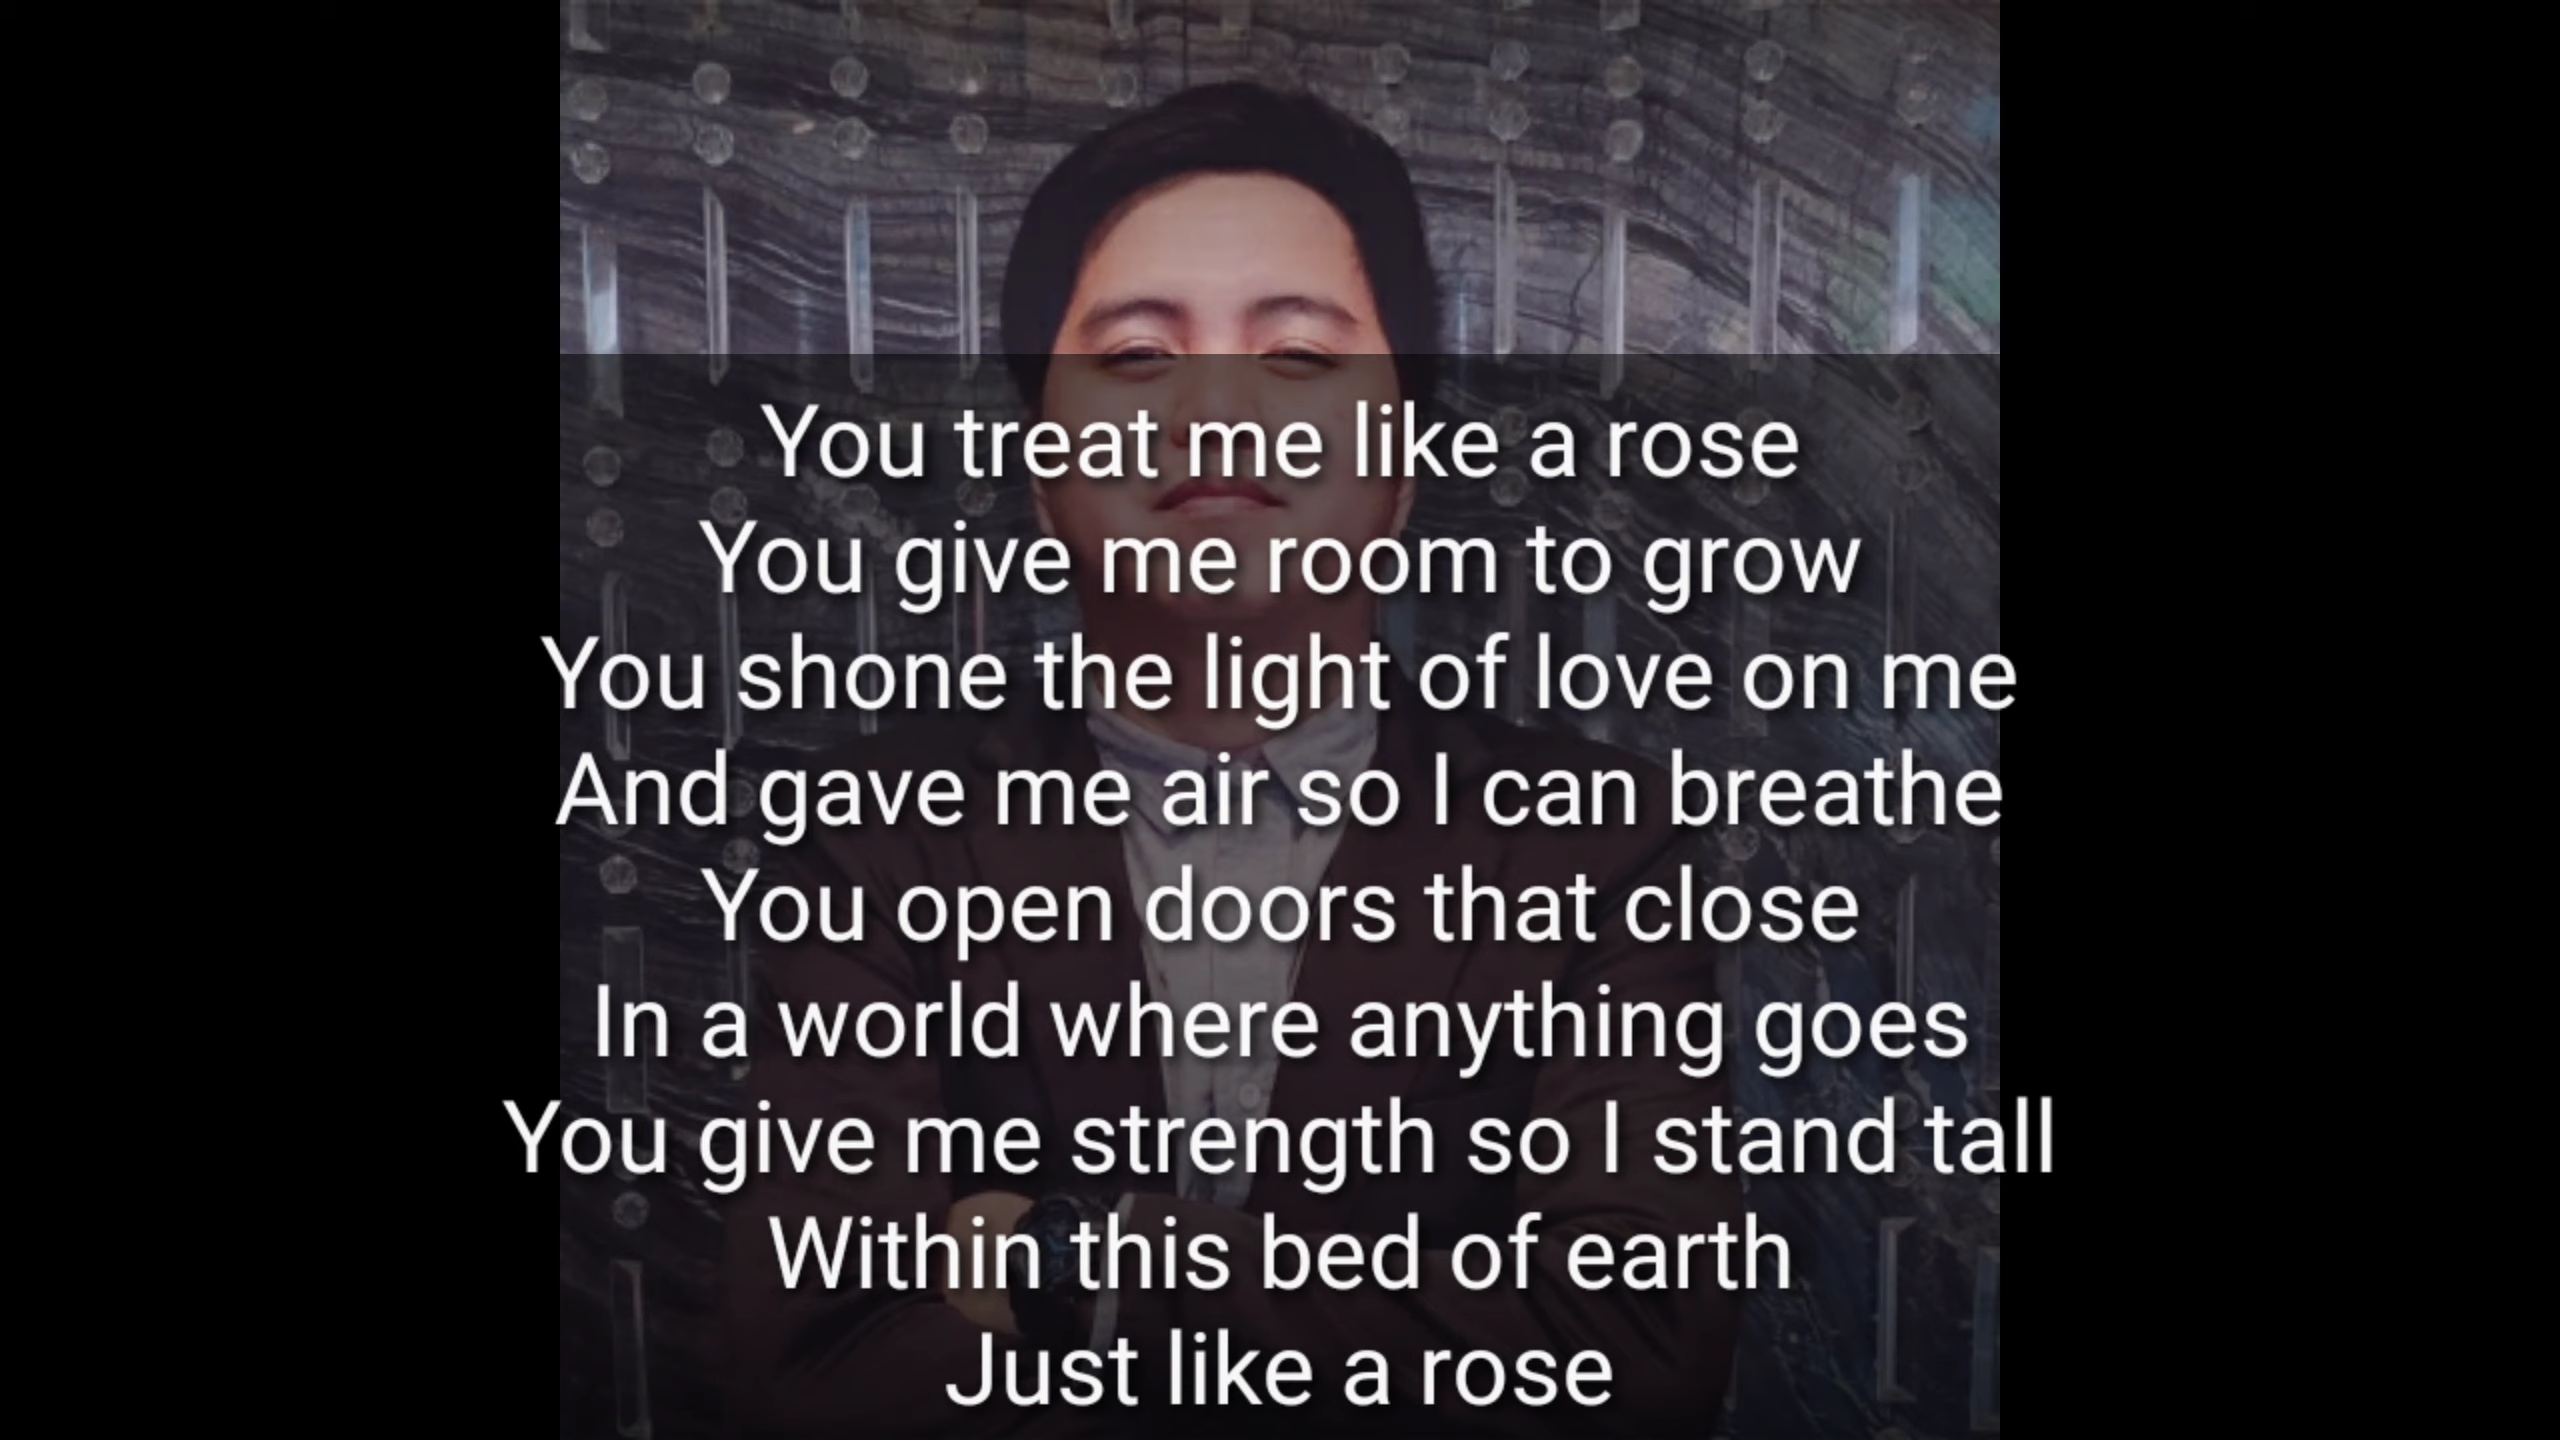 You treat me like a rose
You give me room to grow
You shone the light of love on me
And gave me air so I can breathe
You open doors that close
In a world where anything goes
You give me strength so I stand tall
Within this bed of earth
Just like a rose